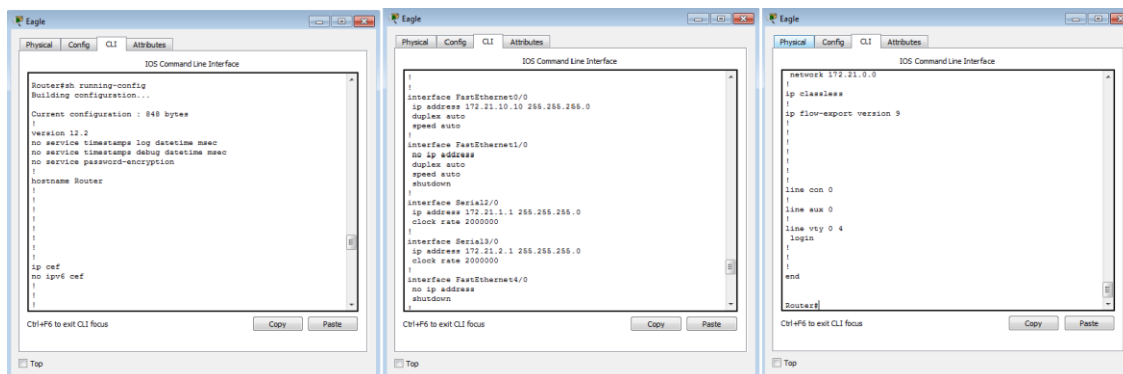 Eagle
Physical Config CLI Attributes
IOS Command Line Interface
Router#sh running-config
Building configuration...
Current configuration : 848 bytes
!
version 12.2
no service timestamps log datetime msec
no service timestamps debug datetime msec
no service password-encryption
!
hostname Router
!
!
!
!
!
!
!
!
ip cef
no ipv6 cef
!
!
!
Ctrl+F6 to exit CLI focus
Copy Paste
Top
Eagle
Physical Config CLI Attributes
IOS Command Line Interface
!
!
interface FastEthernet0/0
ip address 172.21.10.10 255.255.255.0
duplex auto
speed auto
!
interface FastEthernet1/0
no ip address
duplex auto
speed auto
shutdown
!
interface Serial2/0
ip address 172.21.1.1 255.255.255.0
clock rate 2000000
!
interface Serial3/0
ip address 172.21.2.1 255.255.255.0
clock rate 2000000
!
interface FastEthernet4/0
no ip address
shutdown
!
Ctrl+F6 to exit CLI focus
Copy Paste
Top
Eagle
Physical Config CLI Attributes
IOS Command Line Interface
network 172.21.0.0
!
ip classless
!
ip flow-export version 9
!
!
!
!
!
!
!
line con 0
!
line aux 0
!
line vty 0 4
login
!
!
!
end
Router#
Ctrl+F6 to exit CLI focus
Copy Paste
Top